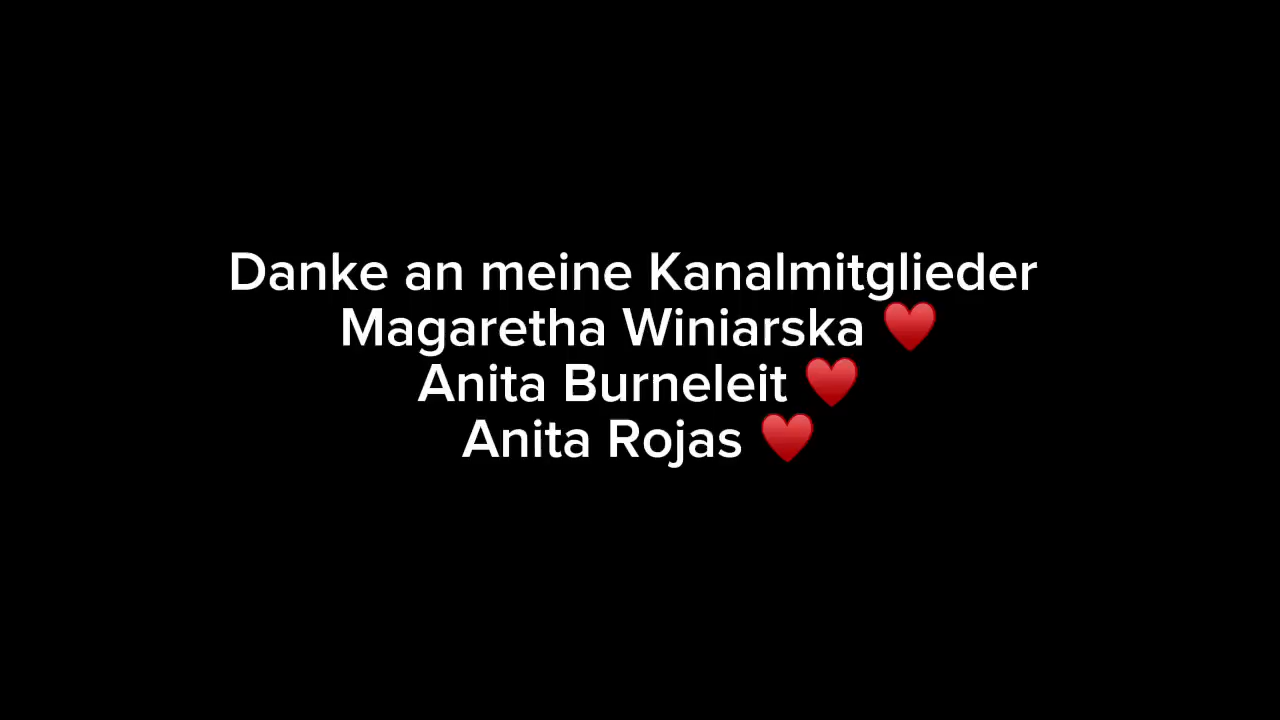 Danke an meine Kanalmitglieder
Magaretha Winiarska ♥️
Anita Burneleit ♥️
Anita Rojas ♥️